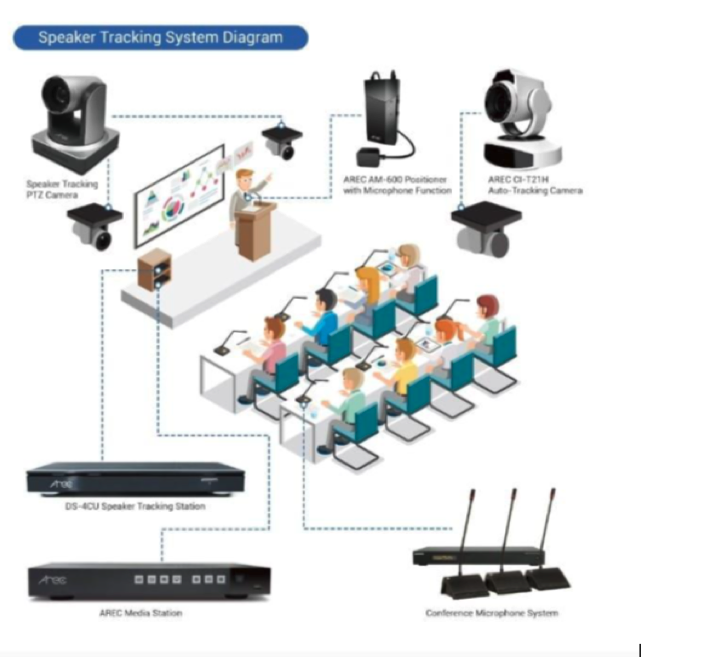 Speaker Tracking System Diagram
Speaker Tracking
PTZ Camera
AREC AM-600 Positioner
with Microphone Function
AREC CI-T21H
Auto-Tracking Camera
Arec
DS-4CU Speaker Tracking Station
Arec
AREC Media Station
Conference Microphone System